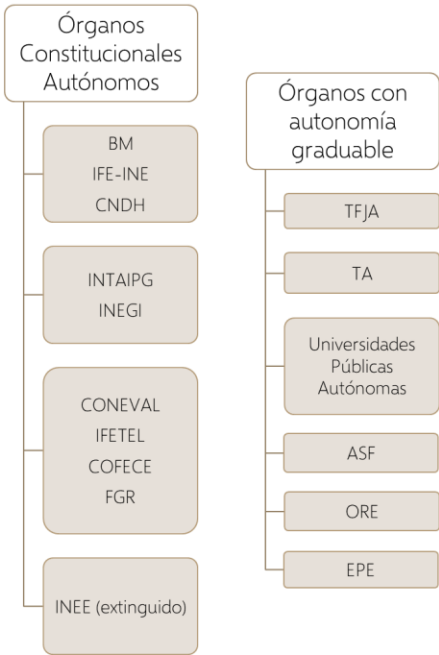 Órganos
Constitucionales
Autónomos
BM
IFE-INE
CNDH
INTAIPG
INEGI
CONEVAL
IFETEL
COFECE
FGR
INEE (extinguido)
Órganos con
autonomía
graduable
TFJA
TA
Universidades
Públicas
Autónomas
ASF
ORE
EPE